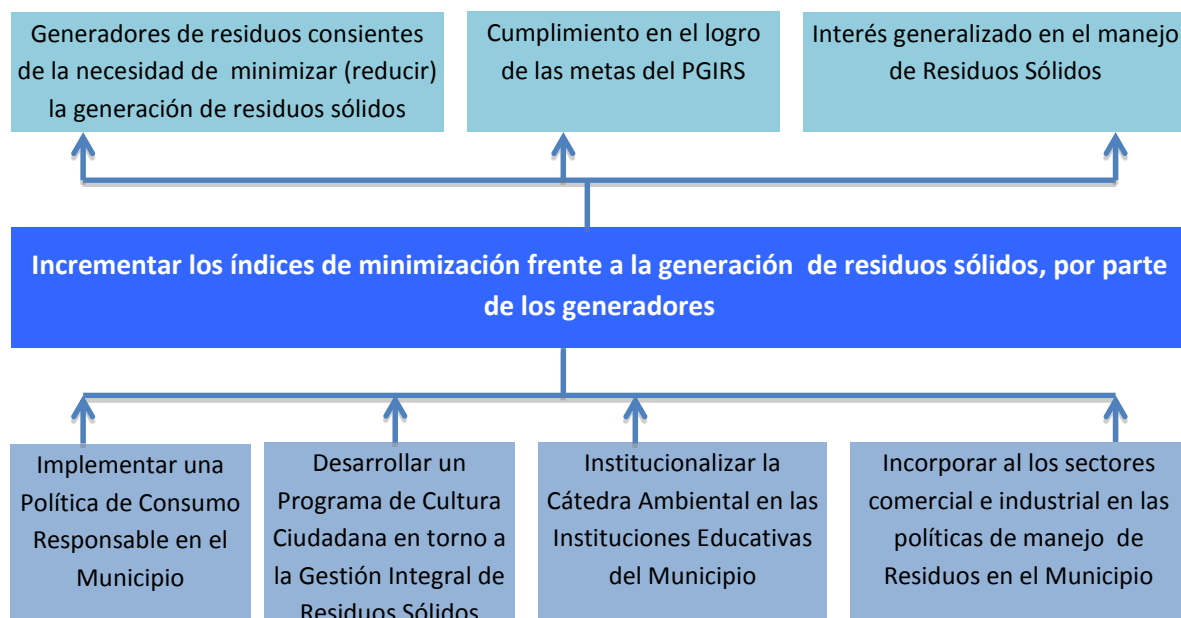 Generadores de residuos consientes
de la necesidad de  minimizar (reducir)
la generación de residuos sólidos
Cumplimiento en el logro
de las metas del PGIRS
Interés generalizado en el manejo
de Residuos Sólidos
Incrementar los índices de minimización frente a la generación  de residuos sólidos, por parte
de los generadores
Implementar una
Política de Consumo
Responsable en el
Municipio
Desarrollar un
Programa de Cultura
Ciudadana en torno a
la Gestión Integral de
Residuos Sólidos
Institucionalizar la
Cátedra Ambiental en las
Instituciones Educativas
del Municipio
Incorporar al los sectores
comercial e industrial en las
políticas de manejo  de
Residuos en el Municipio